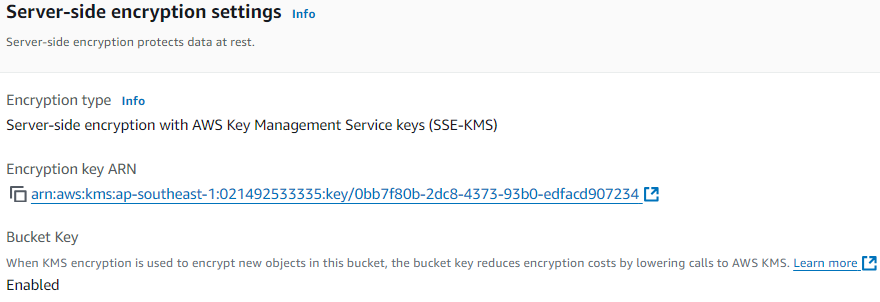 Server-side encryption settings Info
Server-side encryption protects data at rest.
Encryption type Info
Server-side encryption with AWS Key Management Service keys (SSE-KMS)
Encryption key ARN
arn:aws:kms:ap-southeast-1:021492533335:key/0bb7f80b-2dc8-4373-93b0-edfacd907234
Bucket Key
When KMS encryption is used to encrypt new objects in this bucket, the bucket key reduces encryption costs by lowering calls to AWS KMS. Learn more
Enabled